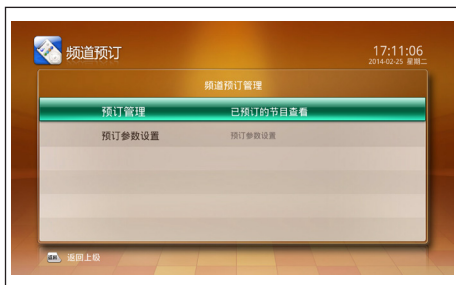 频道预订
17:11:06
2014-02-25 星期二
频道预订管理
预订管理 已预订的节目查看
预订参数设置 预订参数设置
返回上级